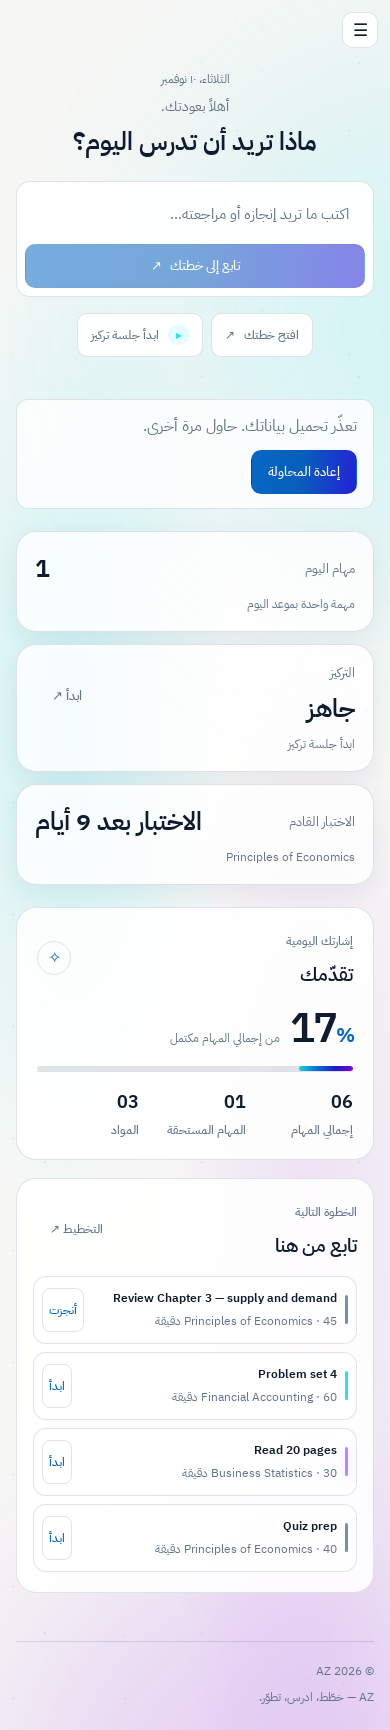 الثلاثاء، ١٠ نوفمبر
أهلاً بعودتك.
ماذا تريد أن تدرس اليوم؟
اكتب ما تريد إنجازه أو مراجعته...
تابع إلى خطتك ↗
افتح خطتك ↗
ابدأ جلسة تركيز
تعذّر تحميل بياناتك. حاول مرة أخرى.
إعادة المحاولة
مهام اليوم
1
مهمة واحدة بموعد اليوم
التركيز
جاهز
ابدأ ↗
ابدأ جلسة تركيز
الاختبار القادم
الاختبار بعد 9 أيام
Principles of Economics
إشارتك اليومية
تقدّمك
17%
من إجمالي المهام مكتمل
06
إجمالي المهام
01
المهام المستحقة
03
المواد
الخطوة التالية
تابع من هنا
التخطيط ↗
Review Chapter 3 — supply and demand
Principles of Economics · 45 دقيقة
أنجزت
Problem set 4
Financial Accounting · 60 دقيقة
ابدأ
Read 20 pages
Business Statistics · 30 دقيقة
ابدأ
Quiz prep
Principles of Economics · 40 دقيقة
ابدأ
© 2026 AZ
AZ — خطّط، ادرس، تطوّر.